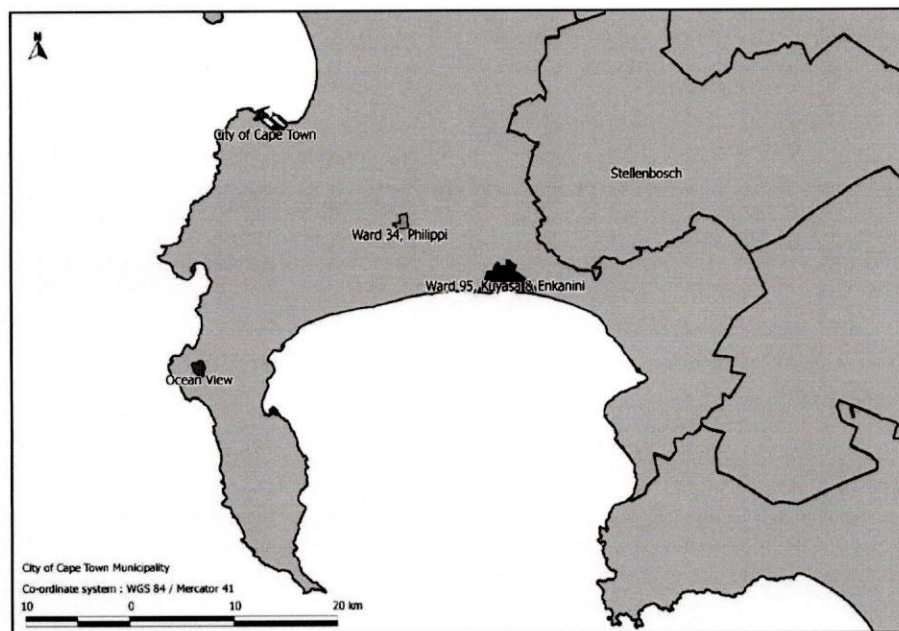 N
City of Cape Town
Stellenbosch
Ward 34, Philippi
Ward 95, Kuyasa & Enkanini
Ocean View
City of Cape Town Municipality
Co-ordinate system : WGS 84 / Mercator 41
10 0 10 20 km